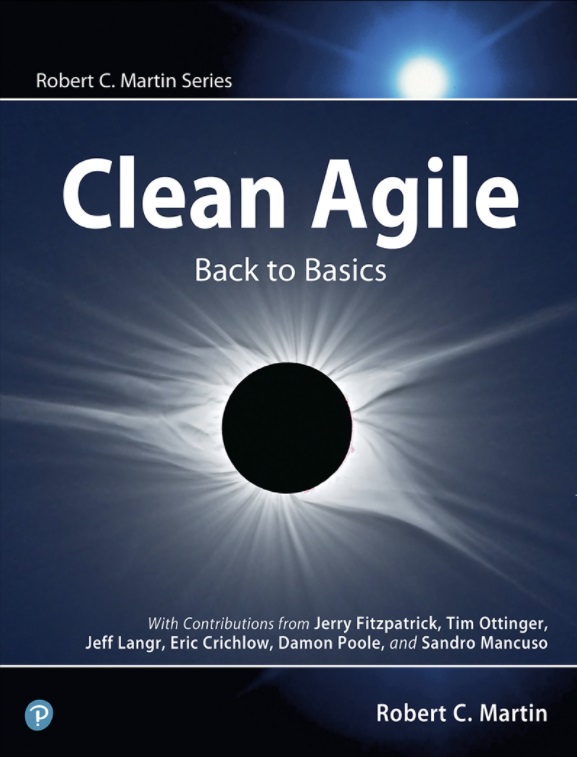 Robert C. Martin Series
Clean Agile
Back to Basics
With Contributions from Jerry Fitzpatrick, Tim Ottinger,
Jeff Langr, Eric Crichlow, Damon Poole, and Sandro Mancuso
P
Robert C. Martin